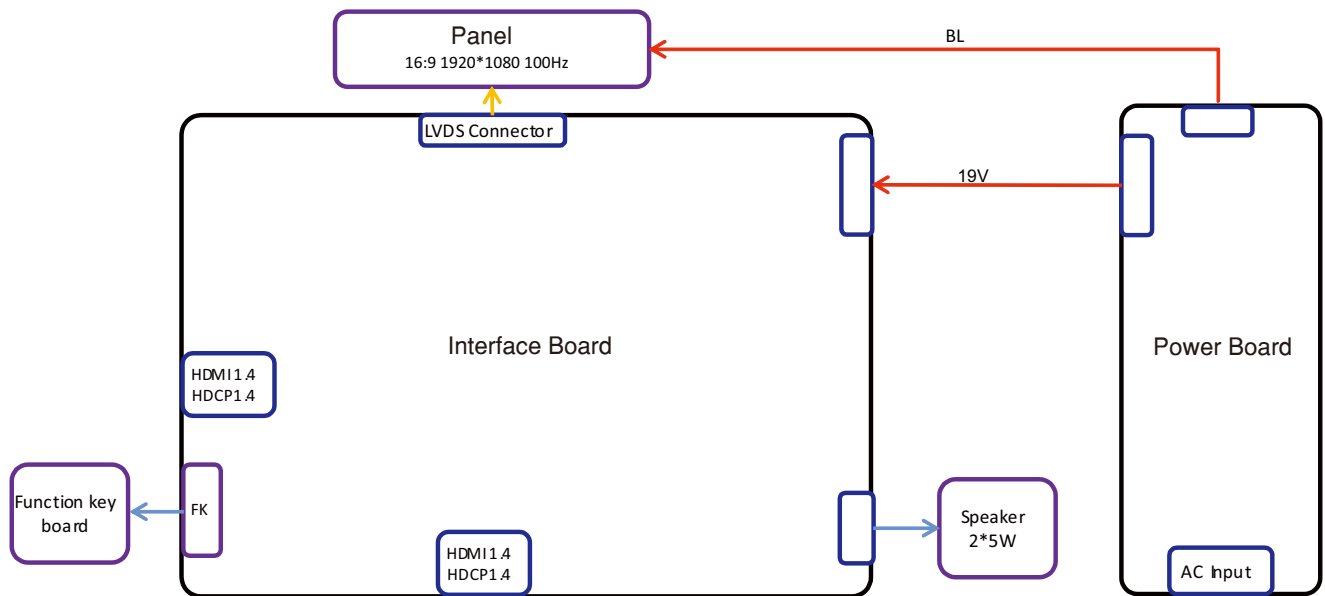 Panel
16:9 1920*1080 100Hz
BL
LVDS Connector
19V
Interface Board
Power Board
HDMI1.4
HDCP1.4
Function key
board
FK
Speaker
2*5W
HDMI1.4
HDCP1.4
AC Input